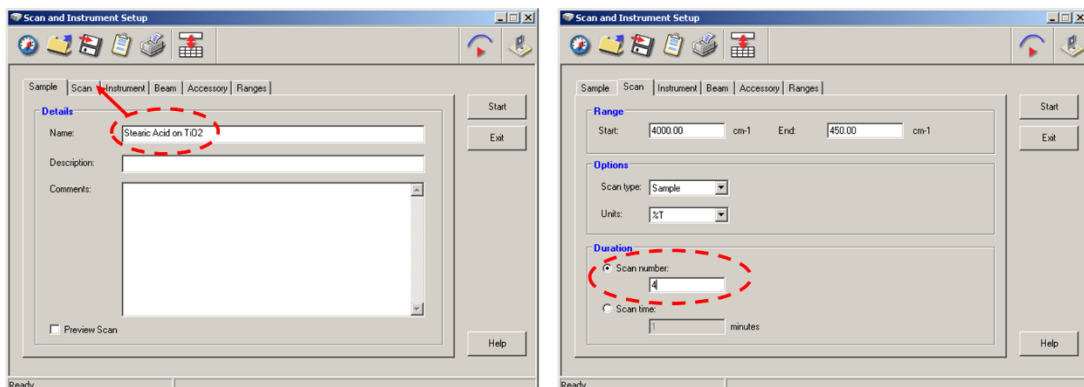 Scan and Instrument Setup
Sample Scan Instrument Beam Accessory Ranges
Details
Name: Stearic Acid on TiO2
Description:
Comments:
Preview Scan
Start
Exit
Help
Ready
Scan and Instrument Setup
Sample Scan Instrument Beam Accessory Ranges
Range
Start: 4000.00 cm-1 End: 450.00 cm-1
Options
Scan type: Sample
Units: %T
Duration
Scan number:
4
Scan time:
1 minutes
Start
Exit
Help
Ready